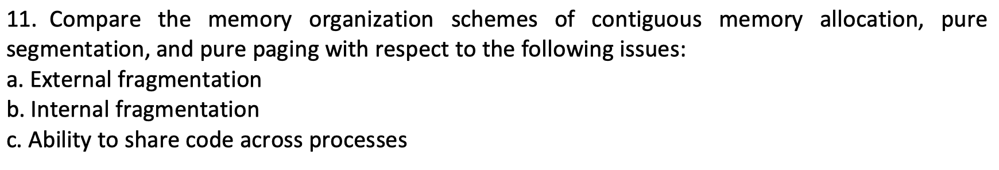 11. Compare the memory organization schemes of contiguous memory allocation, pure
segmentation, and pure paging with respect to the following issues:
a. External fragmentation
b. Internal fragmentation
c. Ability to share code across processes